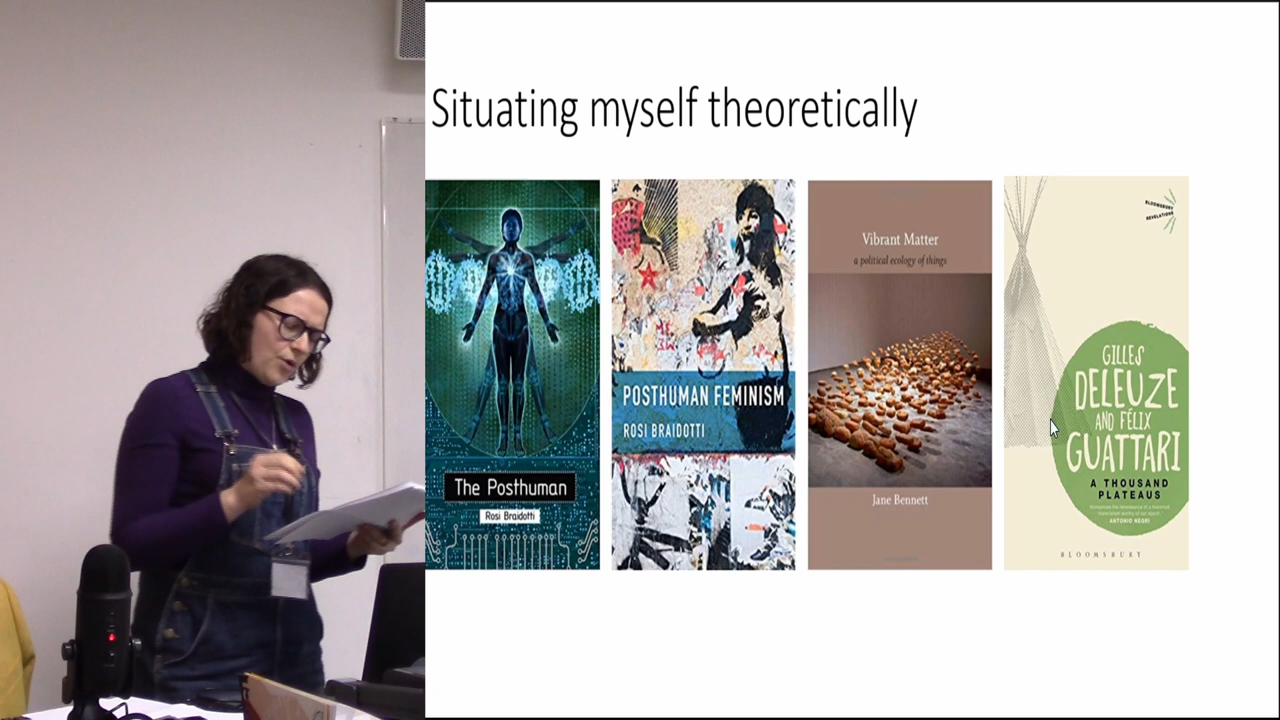 Situating myself theoretically
The Posthuman
Rosi Braidotti
POSTHUMAN FEMINISM
ROSI BRAIDOTTI
Vibrant Matter
a political ecology of things
Jane Bennett
BLOOMSBURY
REVELATIONS
GILLES
DELEUZE
AND FÉLIX
GUATTARI
A THOUSAND
PLATEAUS
ANTONIO NEGRI
BLOOMSBURY